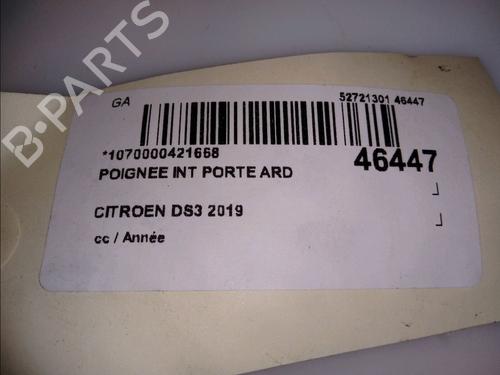 GA
52721301 46447
*1070000421668
46447
POIGNEE INT PORTE ARD
CITROEN DS3 2019
cc / Année
B-PARTS